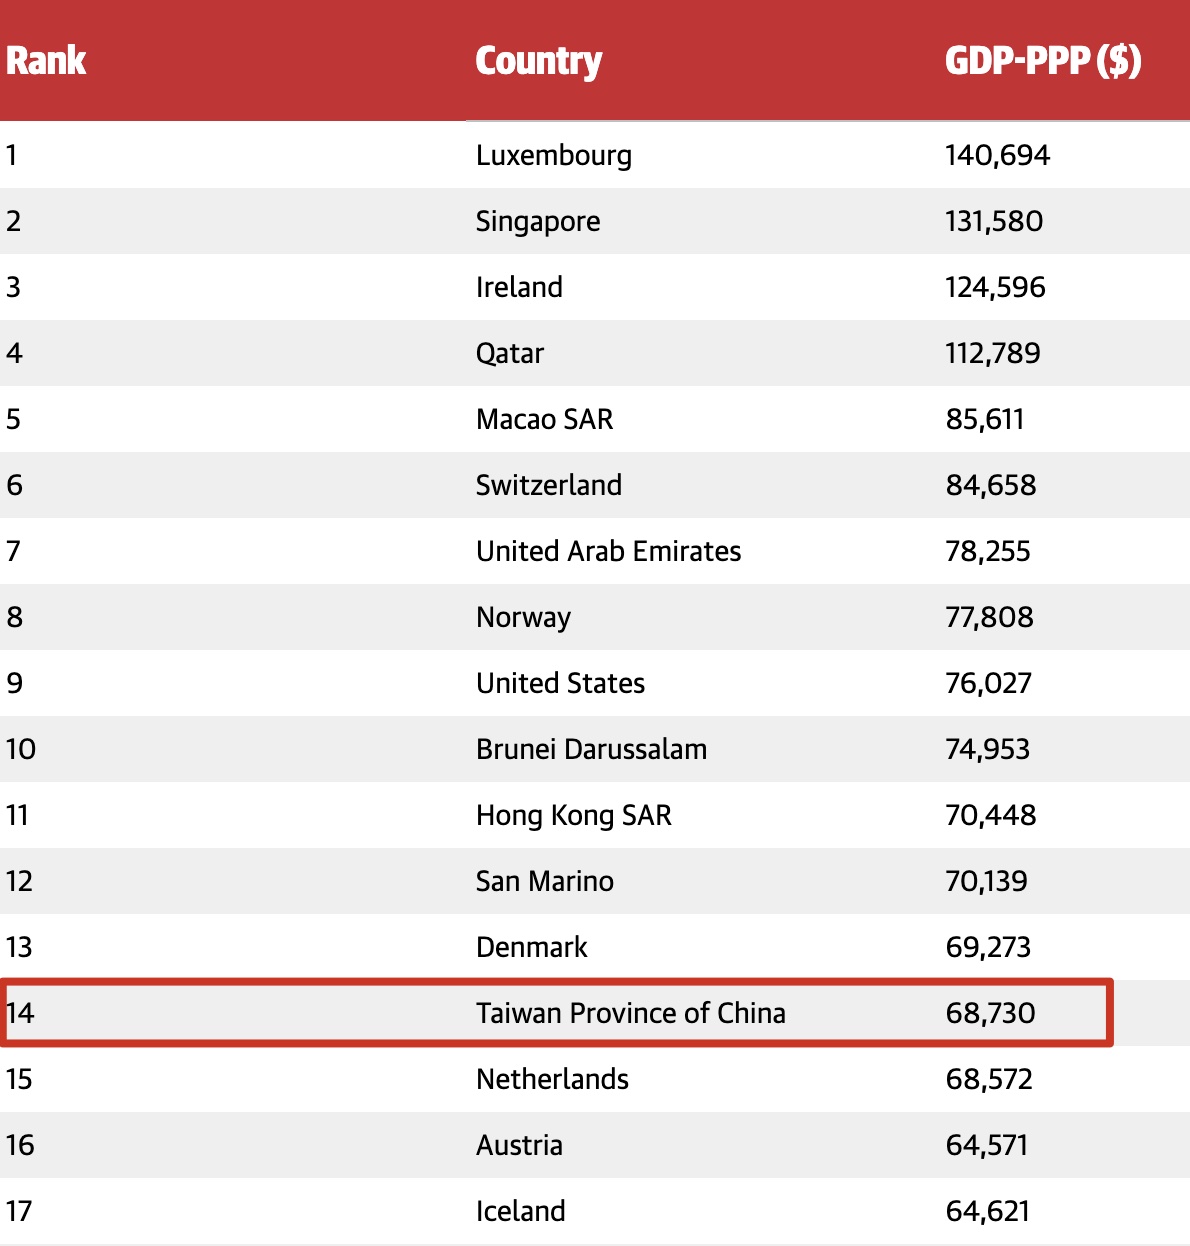 Rank Country GDP-PPP ($)
1 Luxembourg 140,694
2 Singapore 131,580
3 Ireland 124,596
4 Qatar 112,789
5 Macao SAR 85,611
6 Switzerland 84,658
7 United Arab Emirates 78,255
8 Norway 77,808
9 United States 76,027
10 Brunei Darussalam 74,953
11 Hong Kong SAR 70,448
12 San Marino 70,139
13 Denmark 69,273
14 Taiwan Province of China 68,730
15 Netherlands 68,572
16 Austria 64,571
17 Iceland 64,621